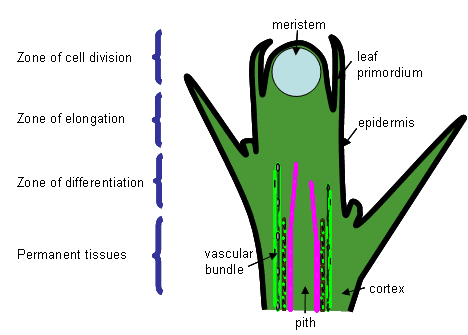 meristem
Zone of cell division
leaf
primordium
Zone of elongation
epidermis
Zone of differentiation
Permanent tissues
vascular
bundle
cortex
pith